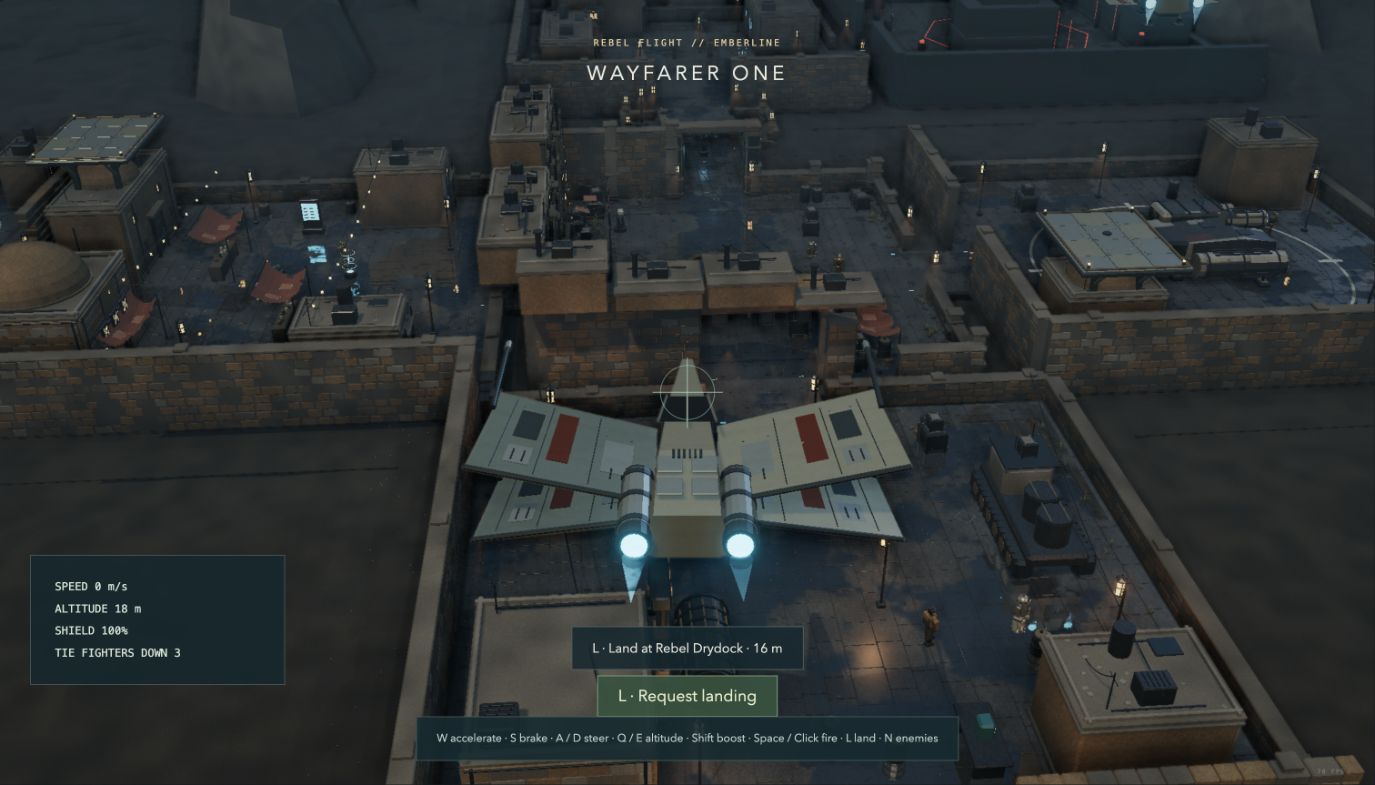 REBEL FLIGHT // EMBERLINE
WAYFARER ONE
SPEED 0 m/s
ALTITUDE 18 m
SHIELD 100%
TIE FIGHTERS DOWN 3
L · Land at Rebel Drydock · 16 m
L · Request landing
W accelerate · S brake · A / D steer · Q / E altitude · Shift boost · Space / Click fire · L land · N enemies